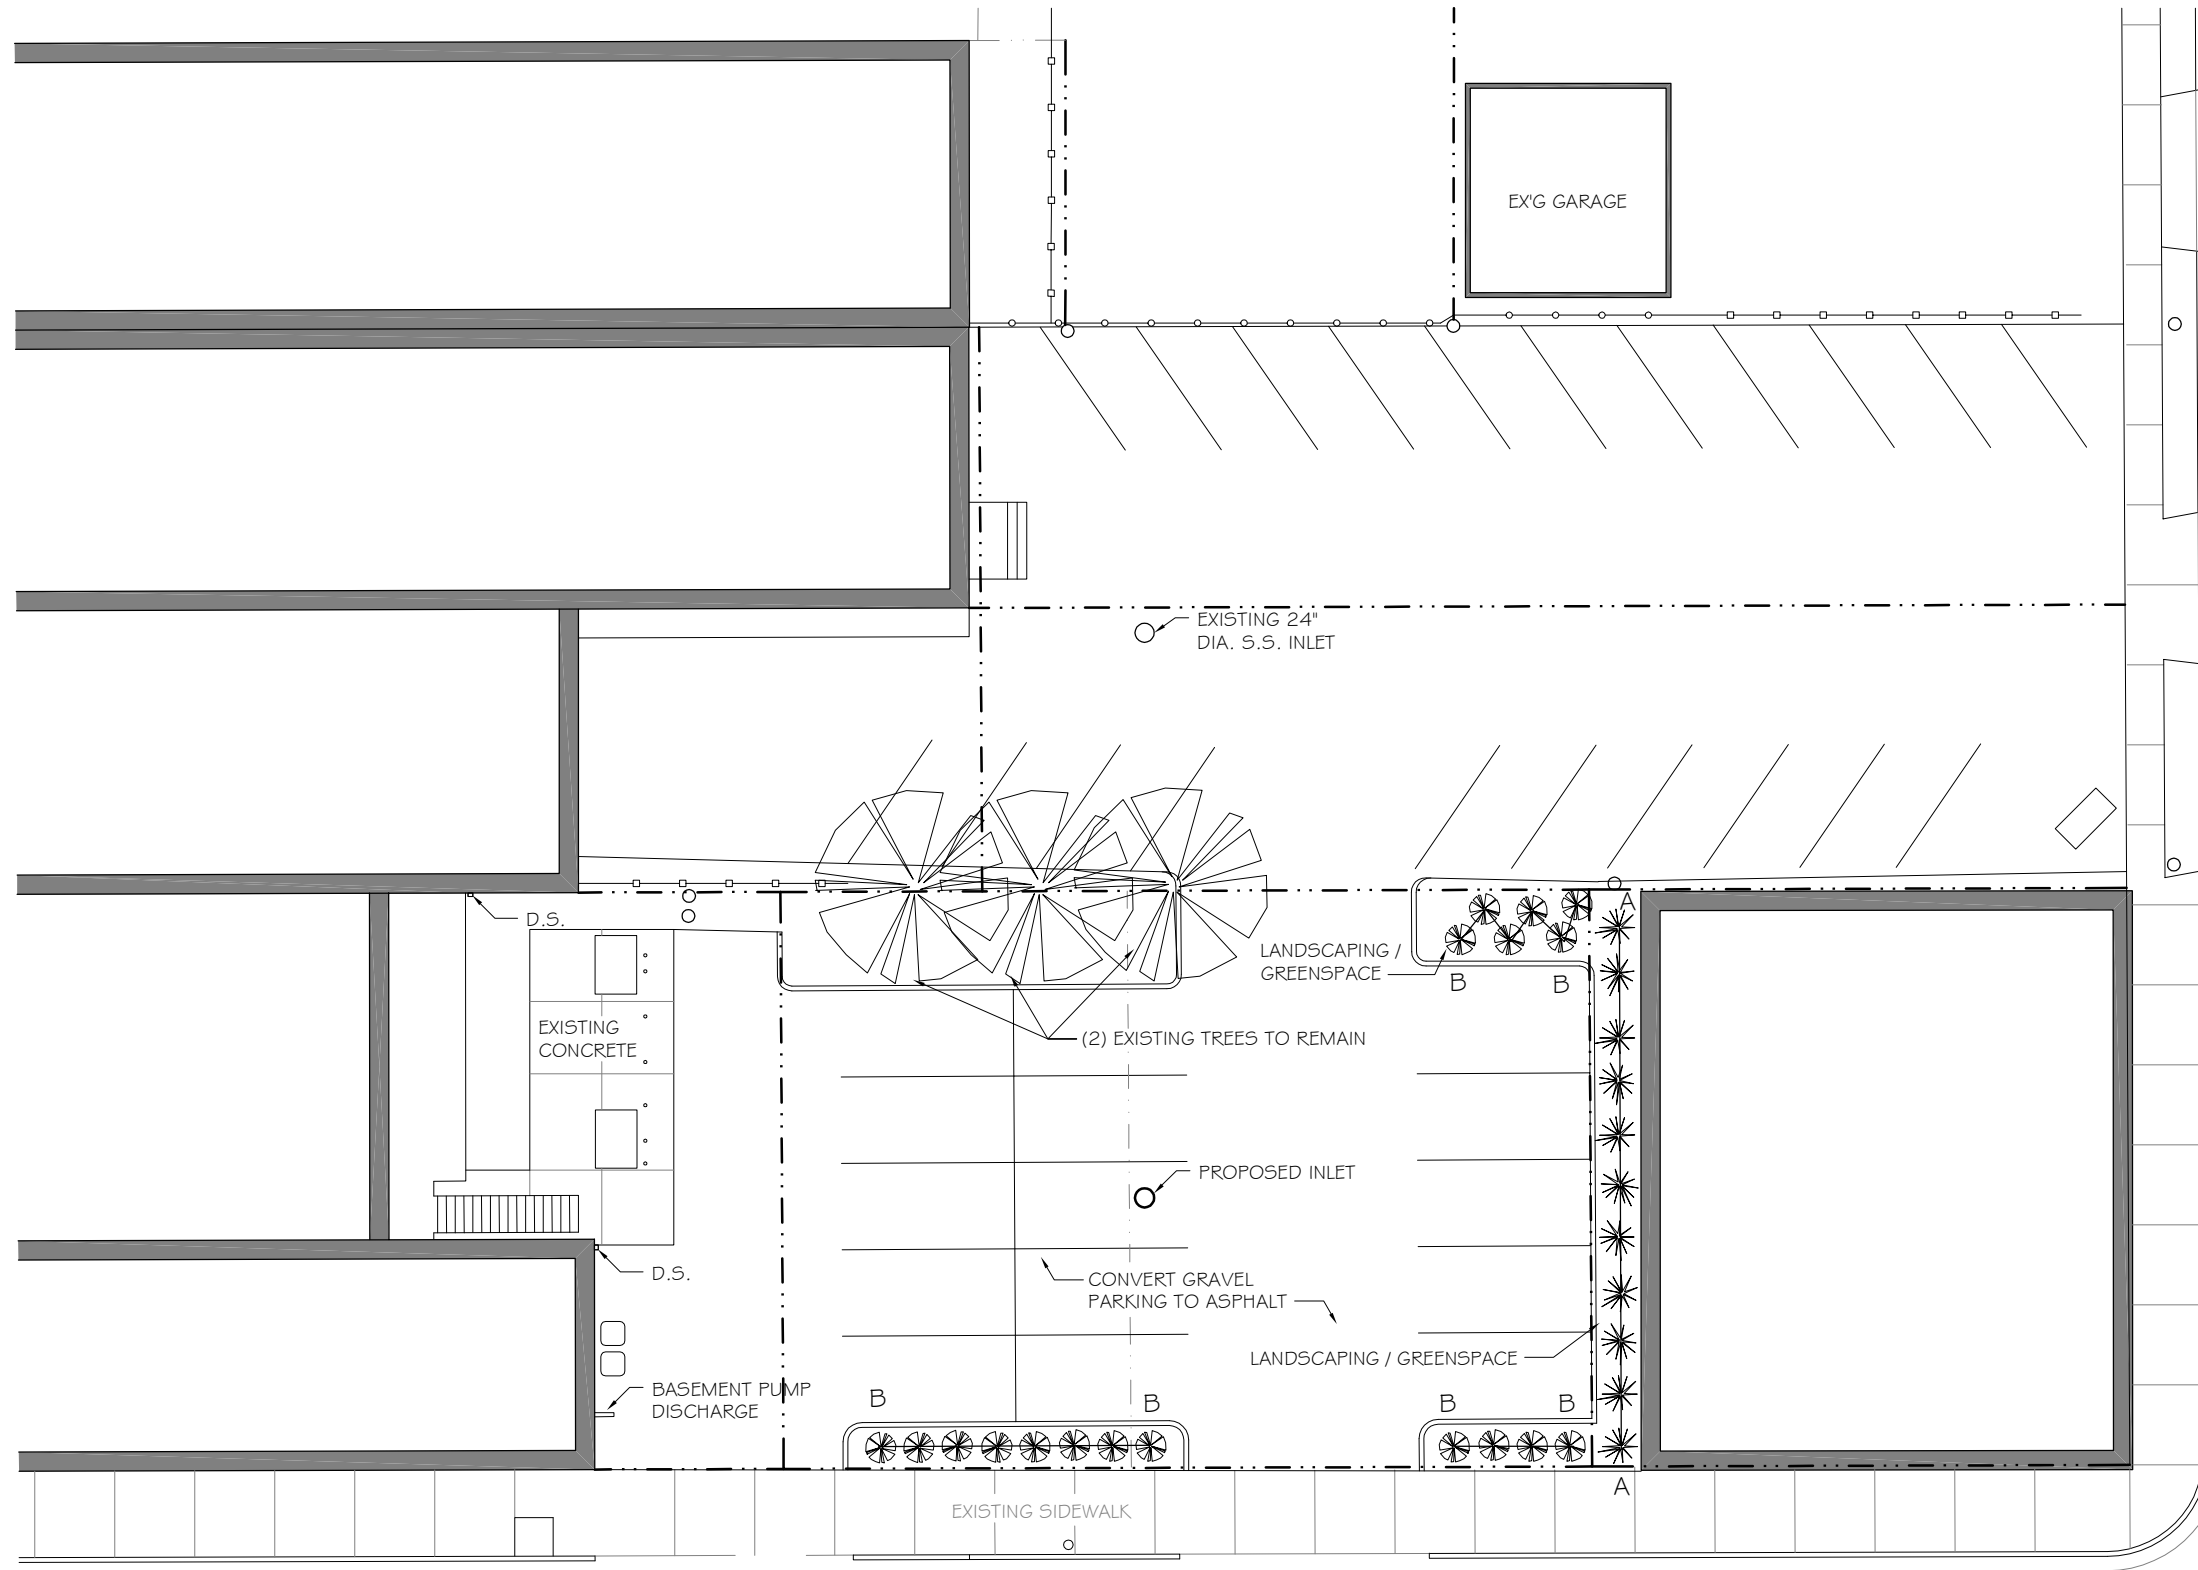 EX'G GARAGE
EXISTING 24"
DIA. S.S. INLET
D.S.
A
LANDSCAPING /
GREENSPACE
B
B
EXISTING
CONCRETE
(2) EXISTING TREES TO REMAIN
PROPOSED INLET
D.S.
CONVERT GRAVEL
PARKING TO ASPHALT
LANDSCAPING / GREENSPACE
BASEMENT PUMP
DISCHARGE
B
B
B
B
A
EXISTING SIDEWALK